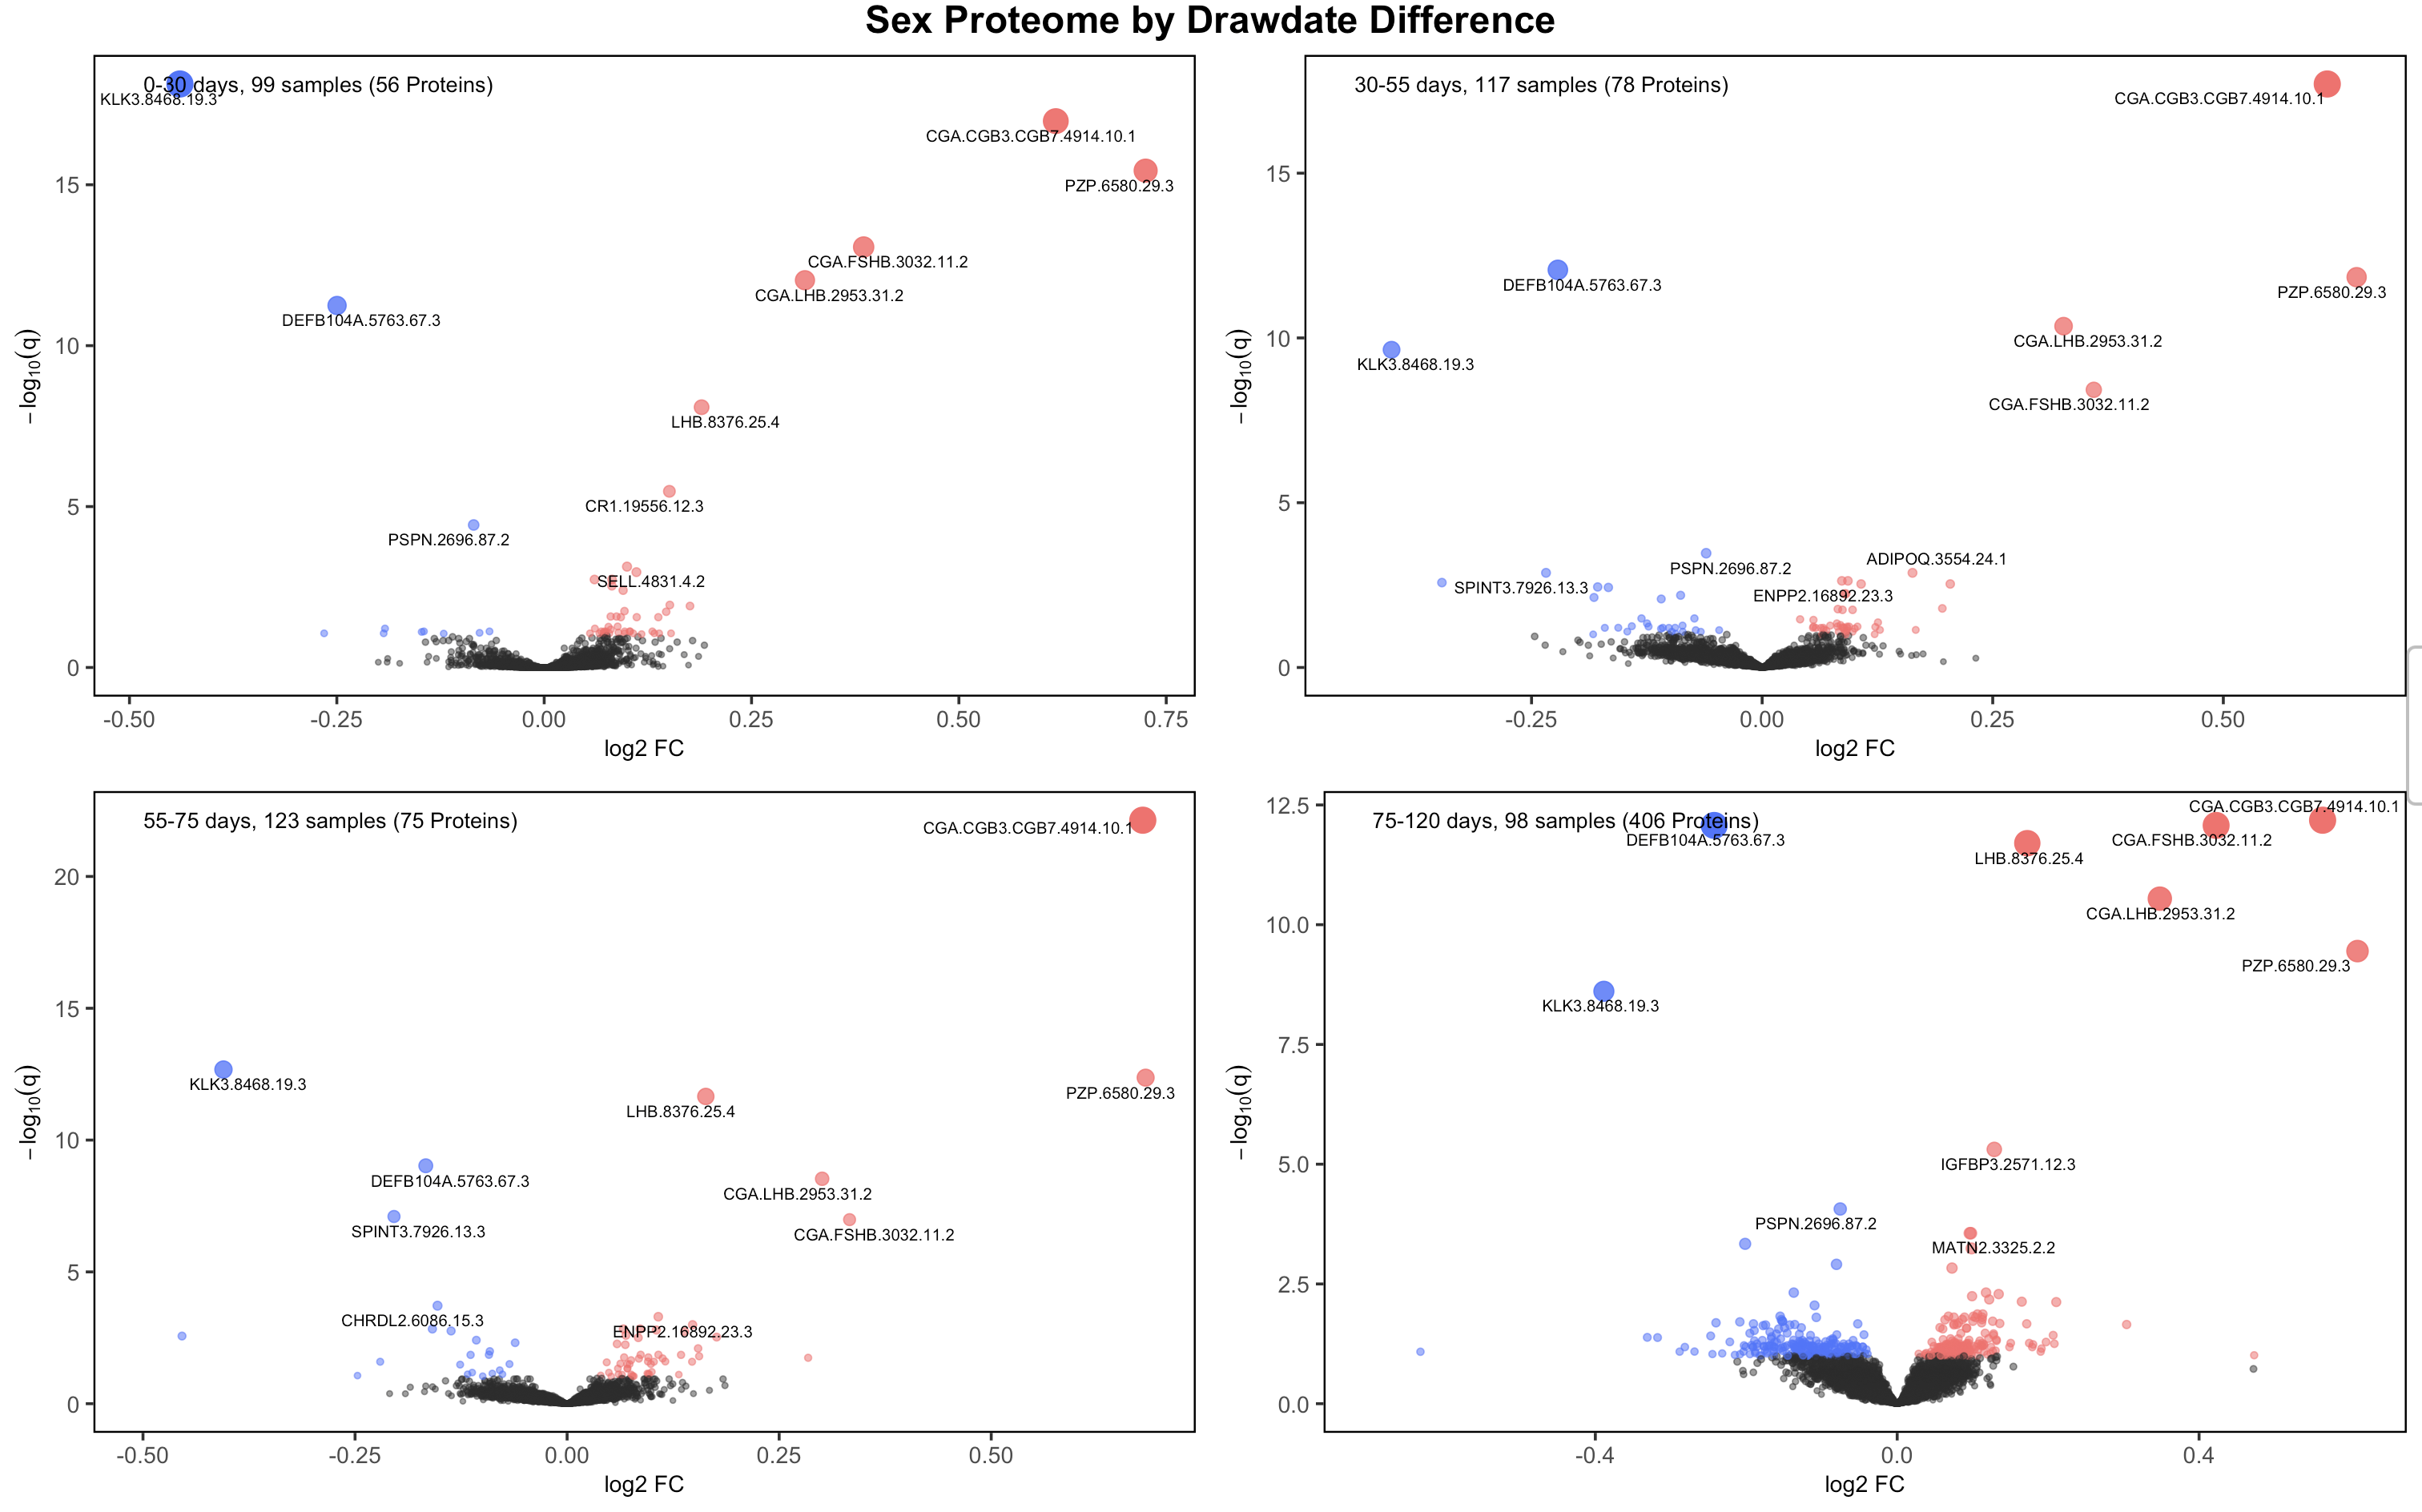 Sex Proteome by Drawdate Difference
0-30 days, 99 samples (56 Proteins)
KLK3.8468.19.3
CGA.CGB3.CGB7.4914.10.1
PZP.6580.29.3
CGA.FSHB.3032.11.2
CGA.LHB.2953.31.2
DEFB104A.5763.67.3
LHB.8376.25.4
CR1.19556.12.3
PSPN.2696.87.2
SELL.4831.4.2
15
10
5
0
−log10(q)
-0.50
-0.25
0.00
0.25
0.50
0.75
log2 FC
30-55 days, 117 samples (78 Proteins)
CGA.CGB3.CGB7.4914.10.1
DEFB104A.5763.67.3
PZP.6580.29.3
CGA.LHB.2953.31.2
KLK3.8468.19.3
CGA.FSHB.3032.11.2
ADIPOQ.3554.24.1
PSPN.2696.87.2
SPINT3.7926.13.3
ENPP2.16892.23.3
15
10
5
0
−log10(q)
-0.25
0.00
0.25
0.50
log2 FC
55-75 days, 123 samples (75 Proteins)
CGA.CGB3.CGB7.4914.10.1
KLK3.8468.19.3
PZP.6580.29.3
LHB.8376.25.4
DEFB104A.5763.67.3
CGA.LHB.2953.31.2
SPINT3.7926.13.3
CGA.FSHB.3032.11.2
CHRDL2.6086.15.3
ENPP2.16892.23.3
20
15
10
5
0
−log10(q)
-0.50
-0.25
0.00
0.25
0.50
log2 FC
75-120 days, 98 samples (406 Proteins)
CGA.CGB3.CGB7.4914.10.1
DEFB104A.5763.67.3
CGA.FSHB.3032.11.2
LHB.8376.25.4
CGA.LHB.2953.31.2
PZP.6580.29.3
KLK3.8468.19.3
IGFBP3.2571.12.3
PSPN.2696.87.2
MATN2.3325.2.2
12.5
10.0
7.5
5.0
2.5
0.0
−log10(q)
-0.4
0.0
0.4
log2 FC